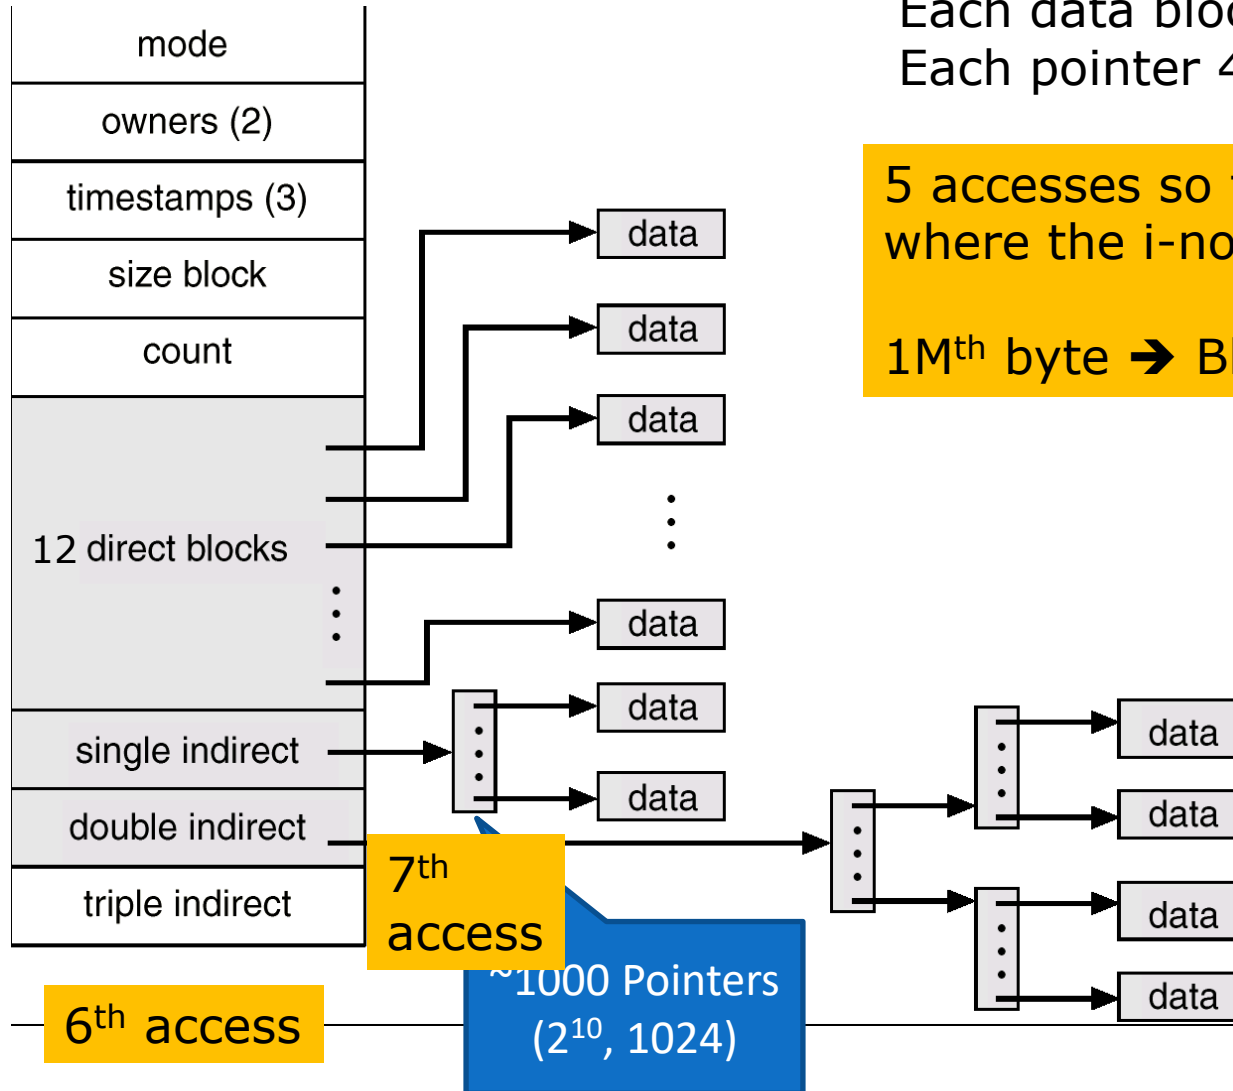 mode
owners (2)
timestamps (3)
size block
count
12 direct blocks
single indirect
double indirect
triple indirect
data
data
data
data
data
data
data
data
data
data
Each data
Each pointer
5 accesses so
where the
1Mth byte ➔
7th
access
6th access
~1000 Pointers
(2^10, 1024)